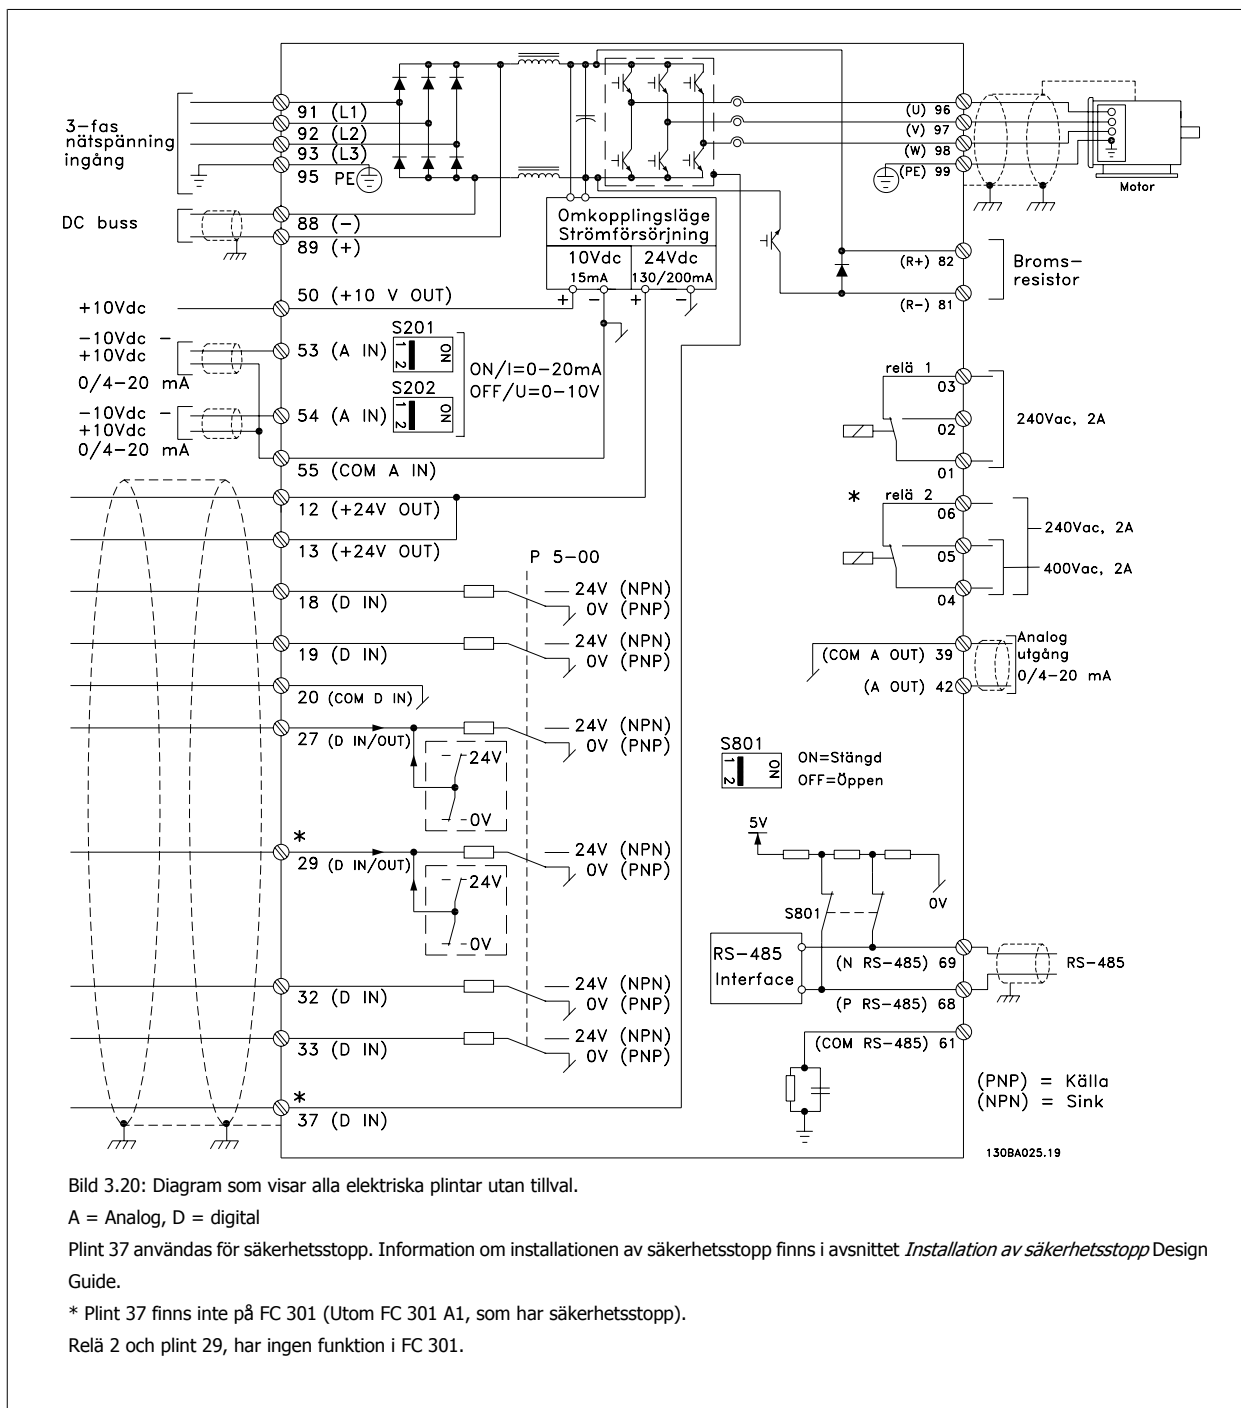 3-fas
nätspänning
ingång
91 (L1)
92 (L2)
93 (L3)
95 PE
DC buss
88 (-)
89 (+)
+10Vdc
50 (+10 V OUT)
-10Vdc -
+10Vdc
0/4-20 mA
53 (A IN)
S201
1 2
ON
ON/I=0-20mA
OFF/U=0-10V
-10Vdc -
+10Vdc
0/4-20 mA
54 (A IN)
S202
1 2
ON
55 (COM A IN)
12 (+24V OUT)
13 (+24V OUT)
P 5-00
18 (D IN)
24V (NPN)
0V (PNP)
19 (D IN)
24V (NPN)
0V (PNP)
20 (COM D IN)
27 (D IN/OUT)
24V (NPN)
0V (PNP)
24V
0V
*
29 (D IN/OUT)
24V (NPN)
0V (PNP)
24V
0V
32 (D IN)
24V (NPN)
0V (PNP)
33 (D IN)
24V (NPN)
0V (PNP)
*
37 (D IN)
Omkopplingsläge
Strömförsörjning
10Vdc
15mA
24Vdc
130/200mA
+ - + -
(U) 96
(V) 97
(W) 98
(PE) 99
Motor
(R+) 82
Broms-
resistor
(R-) 81
relä 1
03
02
01
240Vac, 2A
* relä 2
06
05
04
240Vac, 2A
400Vac, 2A
(COM A OUT) 39
(A OUT) 42
Analog
utgång
0/4-20 mA
S801
1 2
ON
ON=Stängd
OFF=Öppen
5V
S801
0V
RS-485
Interface
(N RS-485) 69
RS-485
(P RS-485) 68
(COM RS-485) 61
(PNP) = Källa
(NPN) = Sink
130BA025.19
Bild 3.20: Diagram som visar alla elektriska plintar utan tillval.
A = Analog, D = digital
Plint 37 användas för säkerhetsstopp. Information om installationen av säkerhetsstopp finns i avsnittet Installation av säkerhetsstopp Design
Guide.
* Plint 37 finns inte på FC 301 (Utom FC 301 A1, som har säkerhetsstopp).
Relä 2 och plint 29, har ingen funktion i FC 301.